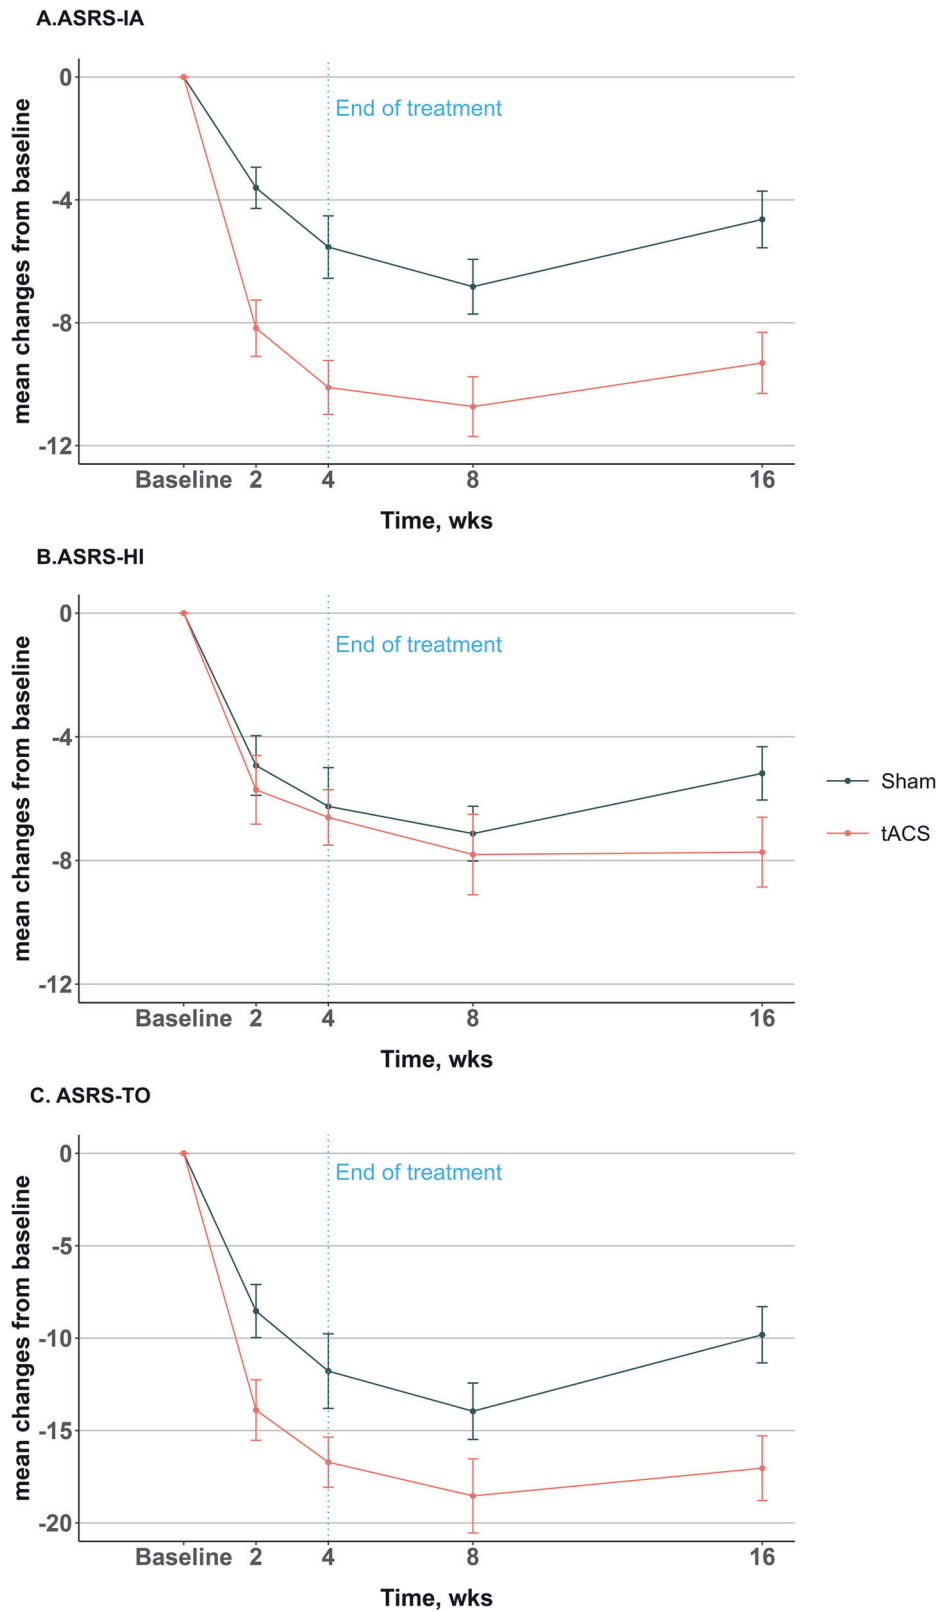 A.ASRS-IA
mean changes from baseline
0
-4
-8
-12
End of treatment
Baseline 2 4 8 16
Time, wks
B.ASRS-HI
mean changes from baseline
0
-4
-8
-12
End of treatment
Baseline 2 4 8 16
Time, wks
Sham
tACS
C. ASRS-TO
mean changes from baseline
0
-5
-10
-15
-20
End of treatment
Baseline 2 4 8 16
Time, wks